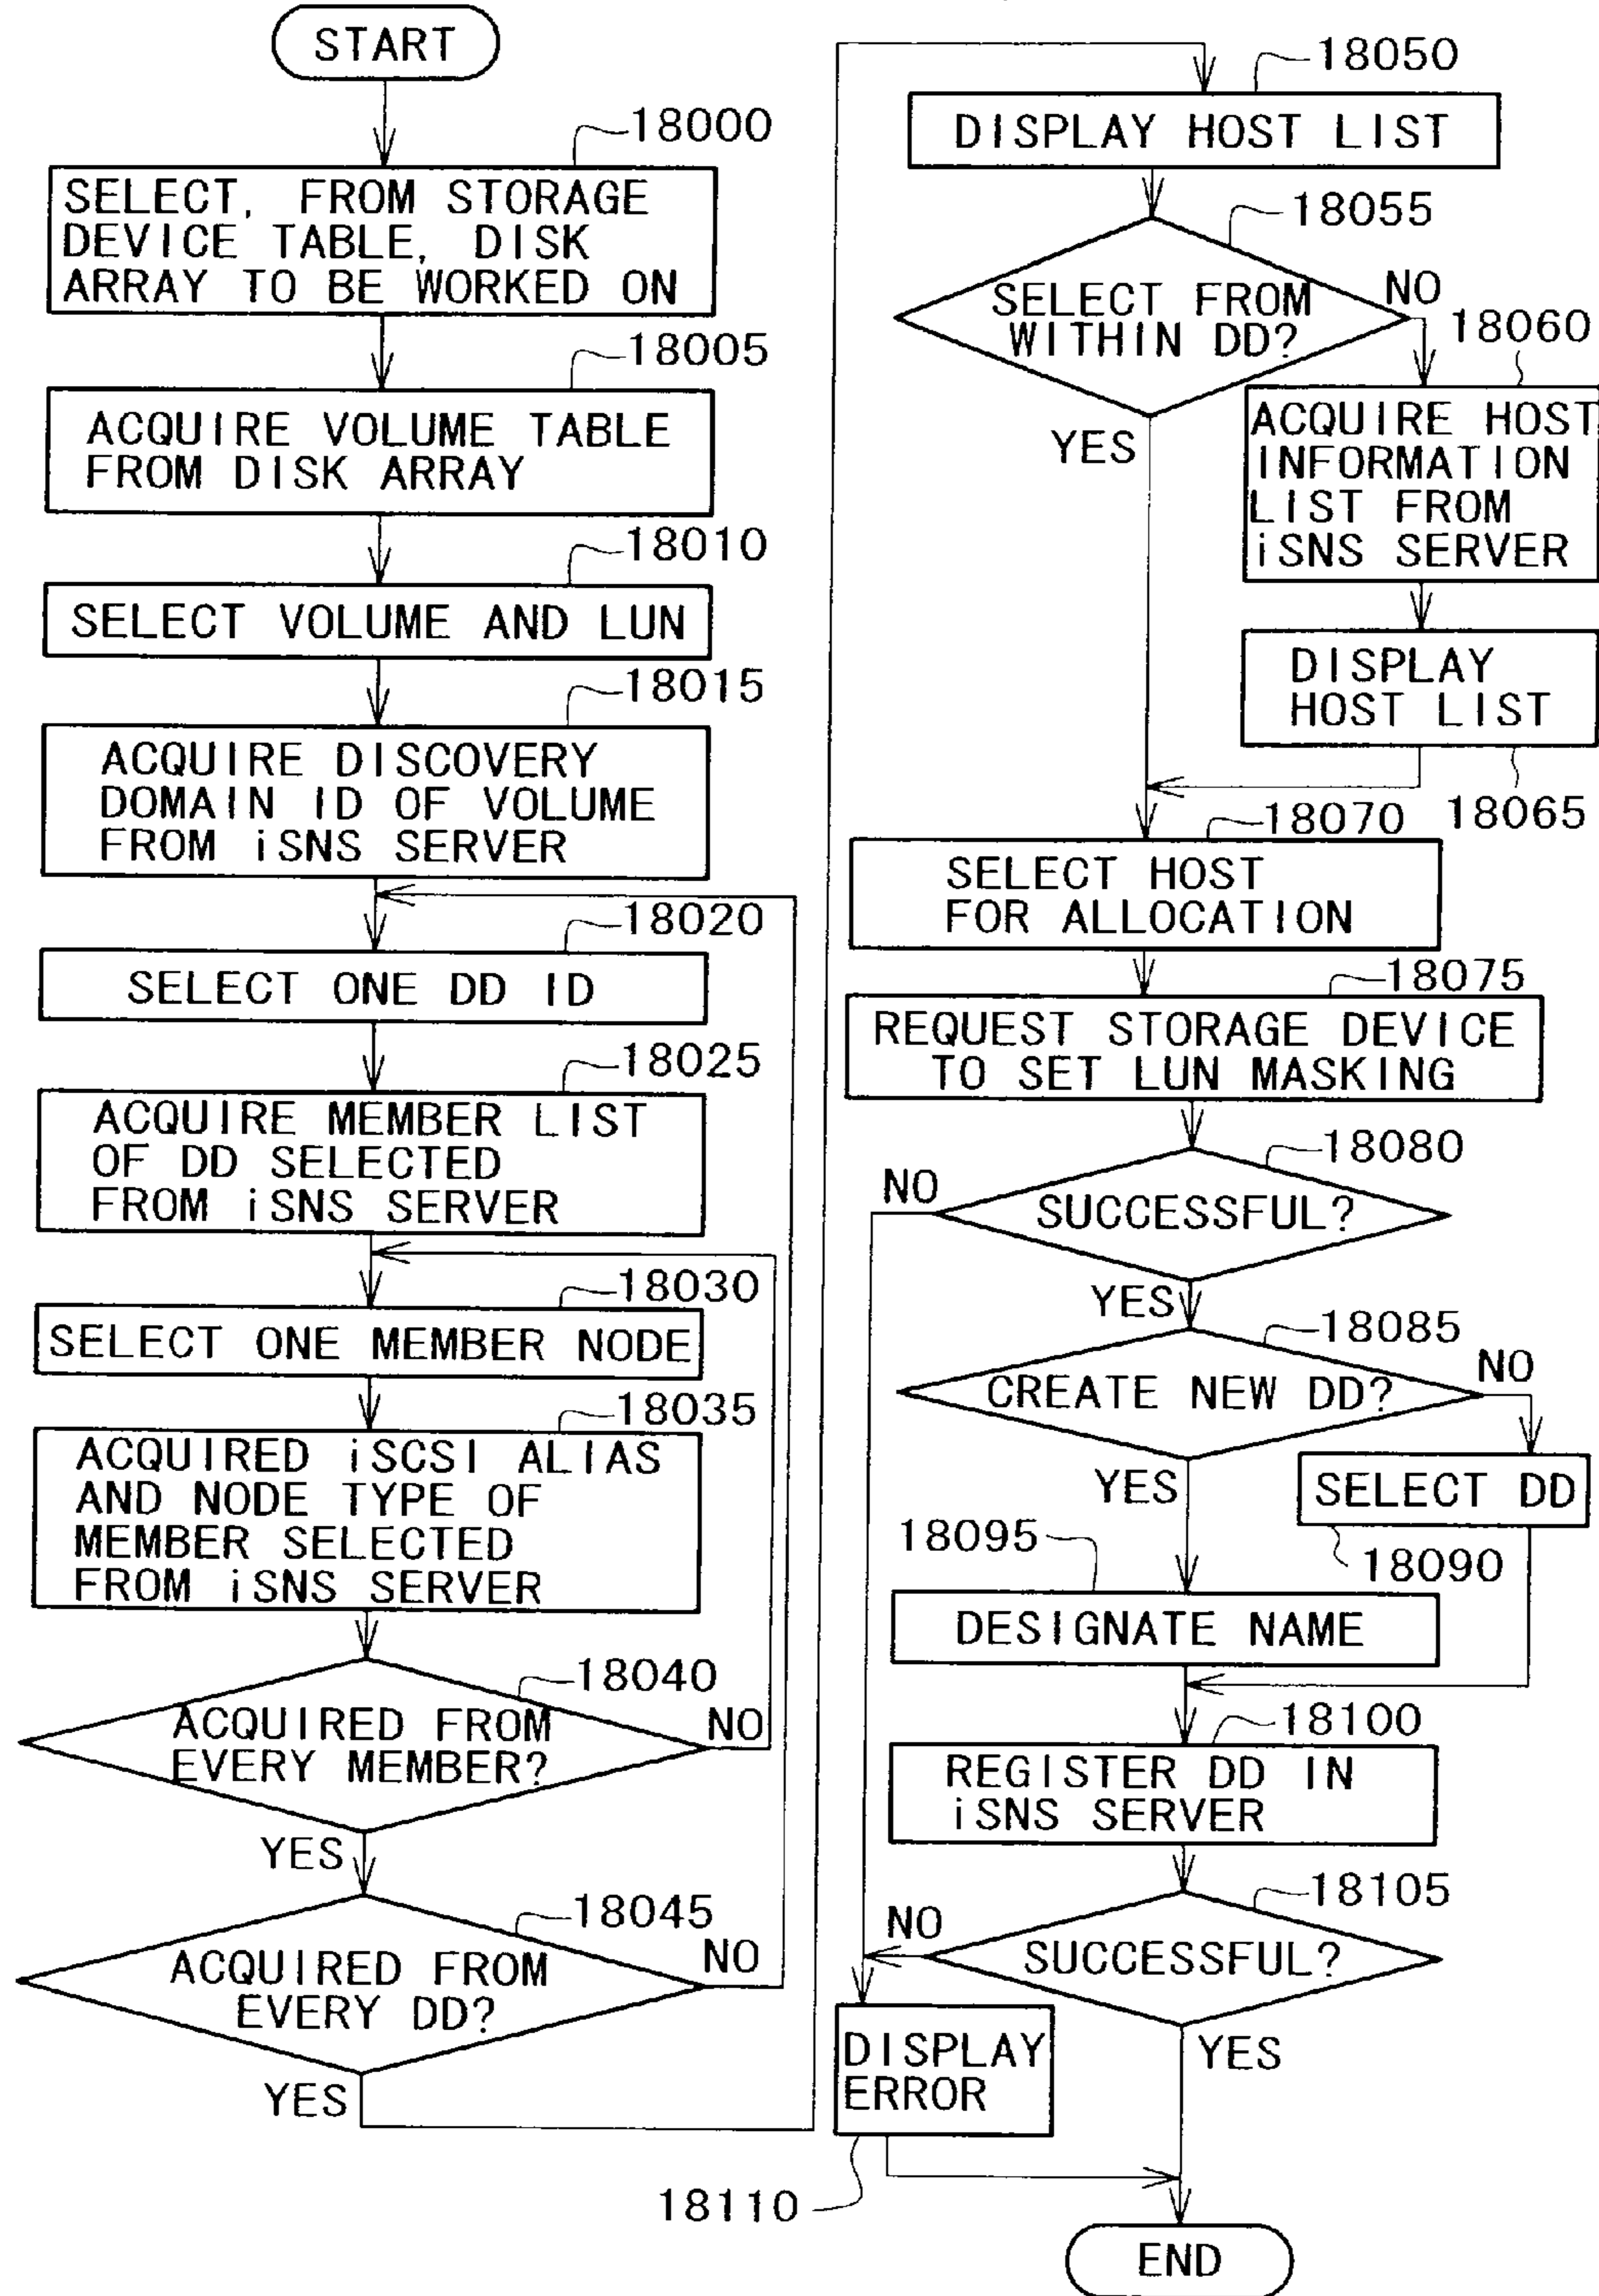 START
18000
SELECT, FROM STORAGE
DEVICE TABLE, DISK
ARRAY TO BE WORKED ON
18005
ACQUIRE VOLUME TABLE
FROM DISK ARRAY
18010
SELECT VOLUME AND LUN
18015
ACQUIRE DISCOVERY
DOMAIN ID OF VOLUME
FROM iSNS SERVER
18020
SELECT ONE DD ID
18025
ACQUIRE MEMBER LIST
OF DD SELECTED
FROM iSNS SERVER
18030
SELECT ONE MEMBER NODE
18035
ACQUIRED iSCSI ALIAS
AND NODE TYPE OF
MEMBER SELECTED
FROM iSNS SERVER
18040
ACQUIRED FROM
EVERY MEMBER?
NO
YES
18045
ACQUIRED FROM
EVERY DD?
NO
YES
18050
DISPLAY HOST LIST
18055
SELECT FROM
WITHIN DD?
NO
YES
18060
ACQUIRE HOST
INFORMATION
LIST FROM
iSNS SERVER
DISPLAY
HOST LIST
18065
18070
SELECT HOST
FOR ALLOCATION
18075
REQUEST STORAGE DEVICE
TO SET LUN MASKING
18080
NO
SUCCESSFUL?
YES
18085
CREATE NEW DD?
NO
YES
SELECT DD
18090
18095
DESIGNATE NAME
18100
REGISTER DD IN
iSNS SERVER
18105
NO
SUCCESSFUL?
YES
DISPLAY
ERROR
18110
END